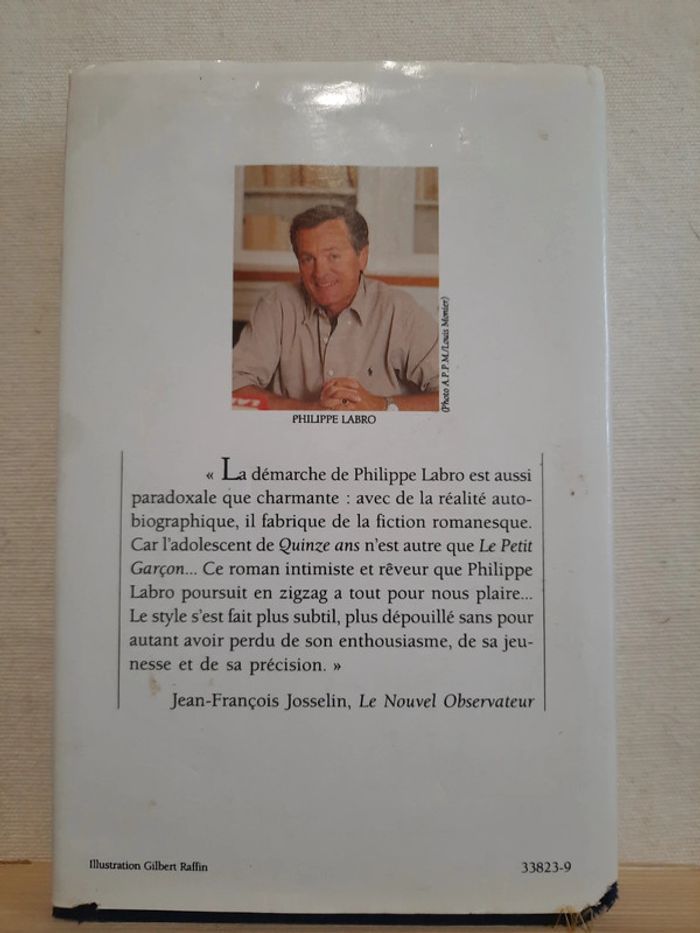 (Photo A.P.P.M./Louis Monier)
PHILIPPE LABRO
« La démarche de Philippe Labro est aussi
paradoxale que charmante : avec de la réalité auto-
biographique, il fabrique de la fiction romanesque.
Car l'adolescent de Quinze ans n'est autre que Le Petit
Garçon... Ce roman intimiste et rêveur que Philippe
Labro poursuit en zigzag a tout pour nous plaire...
Le style s'est fait plus subtil, plus dépouillé sans pour
autant avoir perdu de son enthousiasme, de sa jeu-
nesse et de sa précision. »
Jean-François Josselin, Le Nouvel Observateur
Illustration Gilbert Raffin
33823-9